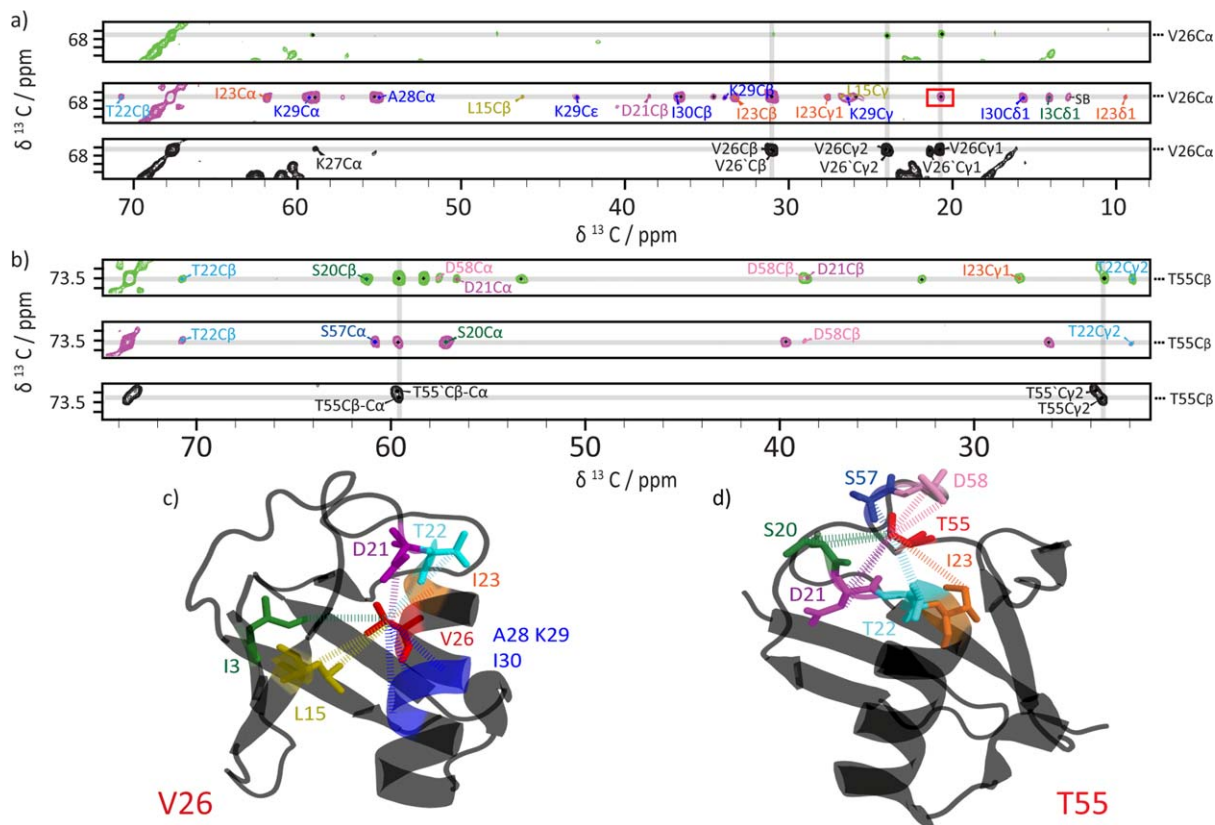 a)
68
V26Cα
δ 13C / ppm
68
T22Cβ
I23Cα
K29Cα
A28Cα
L15Cβ
K29Cε
D21Cβ
I30Cβ
K29Cβ
I23Cβ
I23Cγ1
L15Cγ
K29Cγ
I30Cδ1
I3Cδ1
SB
I23δ1
V26Cα
68
K27Cα
V26Cβ
V26`Cβ
V26Cγ2
V26`Cγ2
V26Cγ1
V26`Cγ1
V26Cα
70 60 50 40 30 20 10
δ 13C / ppm
b)
73.5
T22Cβ
S20Cβ
D58Cα
D21Cα
D58Cβ
D21Cβ
I23Cγ1
T22Cγ2
T55Cβ
δ 13C / ppm
73.5
T22Cβ
S57Cα
S20Cα
D58Cβ
T22Cγ2
T55Cβ
73.5
T55`Cβ-Cα
T55Cβ-Cα
T55`Cγ2
T55Cγ2
T55Cβ
70 60 50 40 30
δ 13C / ppm
c)
D21
T22
I23
V26
A28 K29
I30
I3
L15
V26
d)
S57
D58
S20
T55
I23
D21
T22
T55